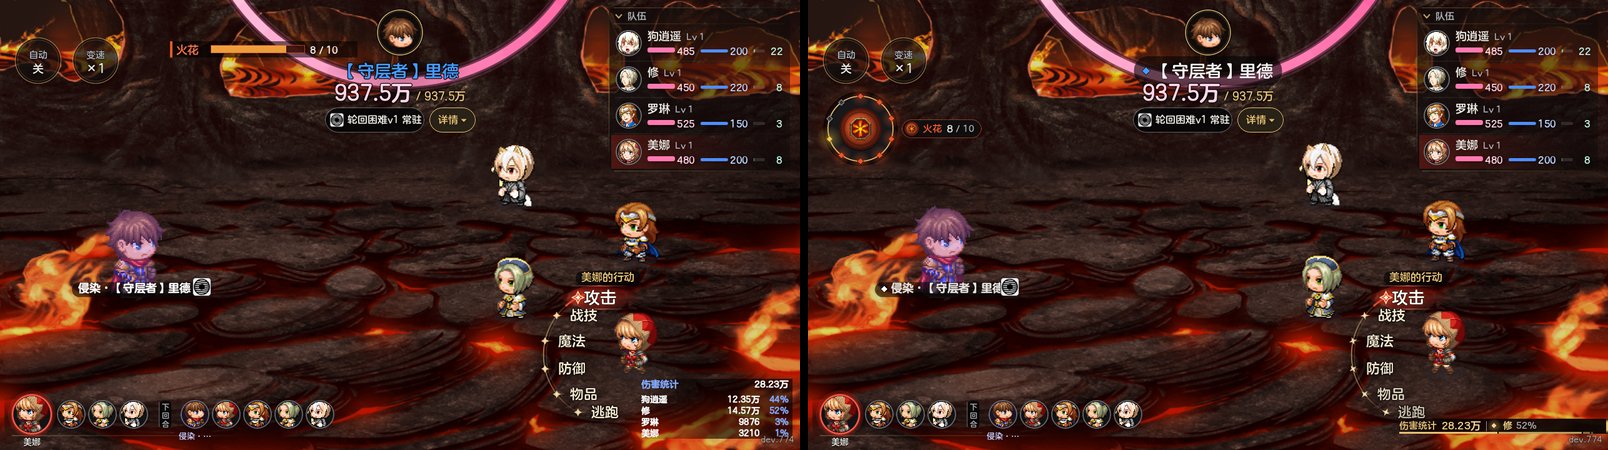 自动
关
变速
×1
火花 8 / 10
【守层者】里德
937.5万 / 937.5万
轮回困难v1 常驻
详情
队伍
狗逍遥 Lv 1
485 200 22
修 Lv 1
450 220 8
罗琳 Lv 1
525 150 3
美娜 Lv 1
480 200 8
侵染·【守层者】里德
美娜的行动
攻击
战技
魔法
防御
物品
逃跑
伤害统计 28.23万
狗逍遥 12.35万 44%
修 14.57万 52%
罗琳 9876 3%
美娜 3210 1%
dev.774
美娜
下回合
侵染·…
自动
关
变速
×1
火花 8 / 10
【守层者】里德
937.5万 / 937.5万
轮回困难v1 常驻
详情
队伍
狗逍遥 Lv 1
485 200 22
修 Lv 1
450 220 8
罗琳 Lv 1
525 150 3
美娜 Lv 1
480 200 8
侵染·【守层者】里德
美娜的行动
攻击
战技
魔法
防御
物品
逃跑
伤害统计 28.23万 修 52%
dev.774
美娜
下回合
侵染·…